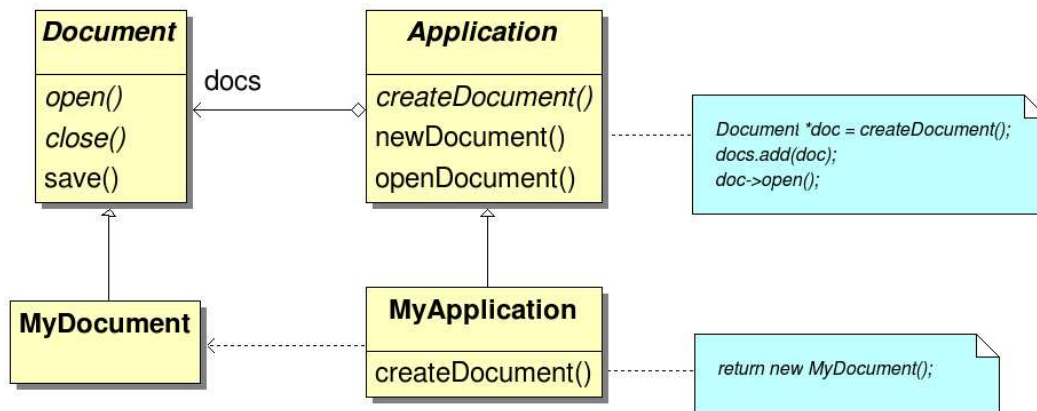 Document
open()
close()
save()
docs
Application
createDocument()
newDocument()
openDocument()
Document *doc = createDocument();
docs.add(doc);
doc->open();
MyDocument
MyApplication
createDocument()
return new MyDocument();